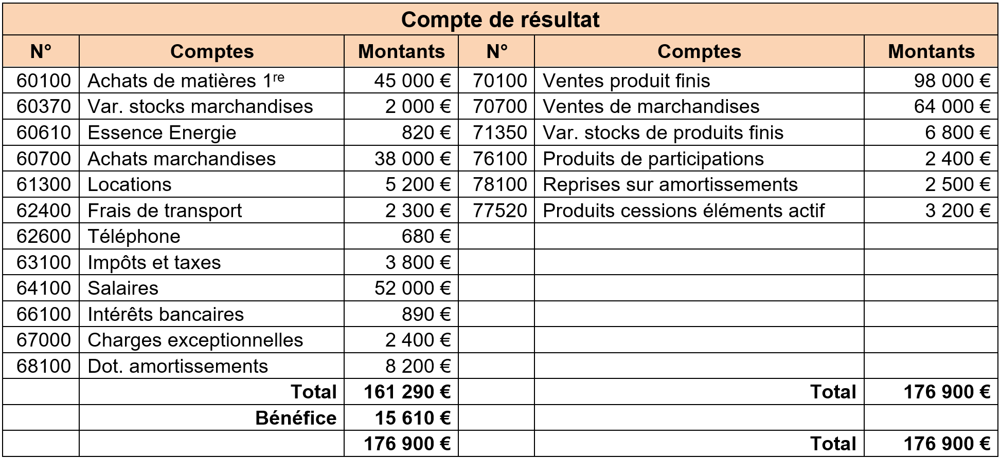 Compte de résultat
N° Comptes Montants N° Comptes Montants
60100 Achats de matières 1re 45 000 € 70100 Ventes produit finis 98 000 €
60370 Var. stocks marchandises 2 000 € 70700 Ventes de marchandises 64 000 €
60610 Essence Energie 820 € 71350 Var. stocks de produits finis 6 800 €
60700 Achats marchandises 38 000 € 76100 Produits de participations 2 400 €
61300 Locations 5 200 € 78100 Reprises sur amortissements 2 500 €
62400 Frais de transport 2 300 € 77520 Produits cessions éléments actif 3 200 €
62600 Téléphone 680 €
63100 Impôts et taxes 3 800 €
64100 Salaires 52 000 €
66100 Intérêts bancaires 890 €
67000 Charges exceptionnelles 2 400 €
68100 Dot. amortissements 8 200 €
Total 161 290 € Total 176 900 €
Bénéfice 15 610 €
176 900 € Total 176 900 €